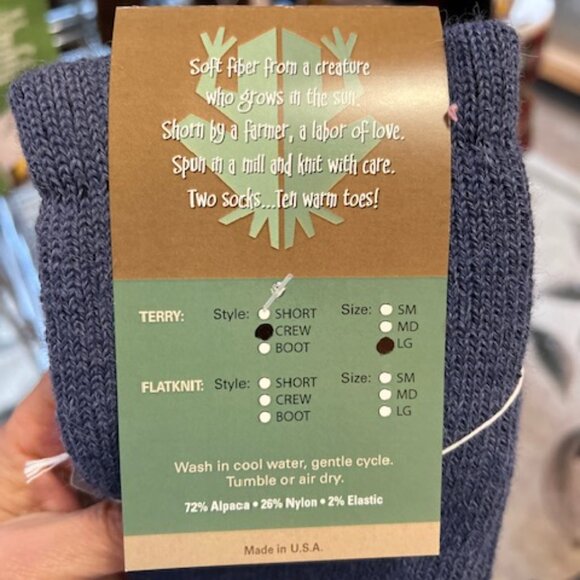 Soft fiber from a creature
who grows in the sun.
Shorn by a farmer, a labor of love.
Spun in a mill and knit with care.
Two socks...Ten warm toes!
TERRY: Style: SHORT Size: SM
CREW MD
BOOT LG
FLATKNIT: Style: SHORT Size: SM
CREW MD
BOOT LG
Wash in cool water, gentle cycle.
Tumble or air dry.
72% Alpaca • 26% Nylon • 2% Elastic
Made in U.S.A.